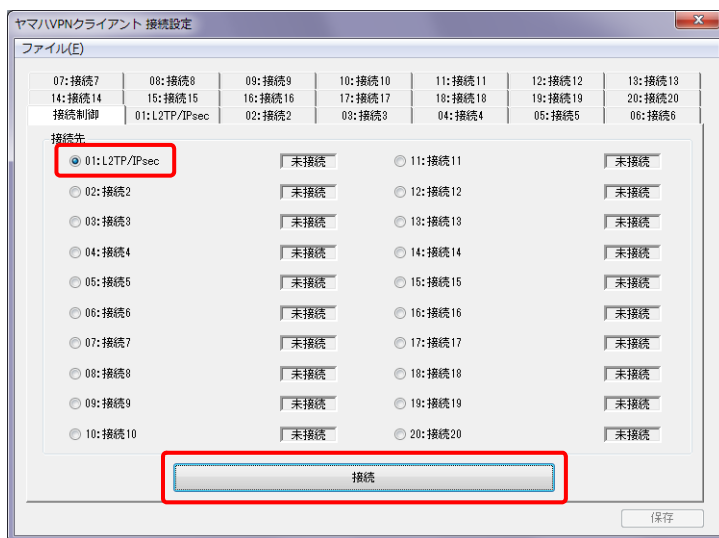 ヤマハVPNクライアント 接続設定
ファイル(F)
07:接続7 08:接続8 09:接続9 10:接続10 11:接続11 12:接続12 13:接続13
14:接続14 15:接続15 16:接続16 17:接続17 18:接続18 19:接続19 20:接続20
接続制御 01:L2TP/IPsec 02:接続2 03:接続3 04:接続4 05:接続5 06:接続6
接続先
01:L2TP/IPsec 未接続 11:接続11 未接続
02:接続2 未接続 12:接続12 未接続
03:接続3 未接続 13:接続13 未接続
04:接続4 未接続 14:接続14 未接続
05:接続5 未接続 15:接続15 未接続
06:接続6 未接続 16:接続16 未接続
07:接続7 未接続 17:接続17 未接続
08:接続8 未接続 18:接続18 未接続
09:接続9 未接続 19:接続19 未接続
10:接続10 未接続 20:接続20 未接続
接続
保存